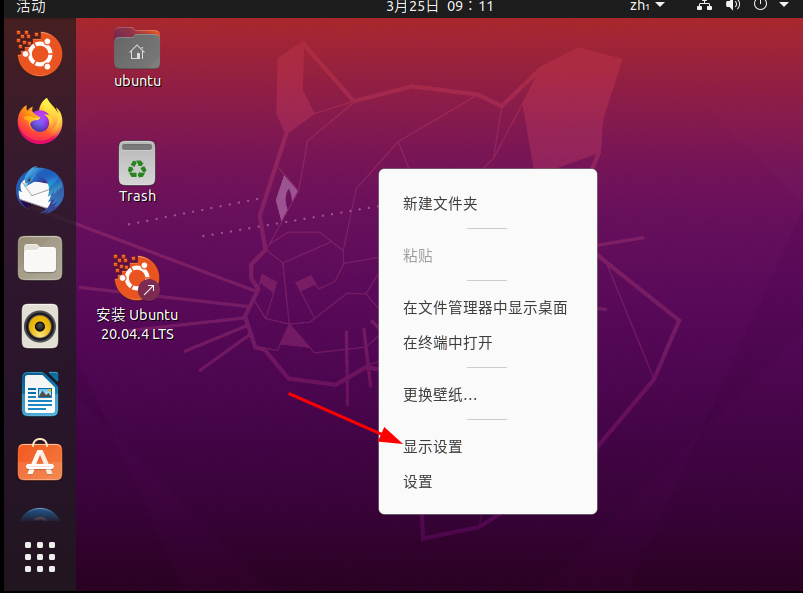 活动
3月25日 09：11
zh₁
ubuntu
Trash
安装 Ubuntu
20.04.4 LTS
新建文件夹
粘贴
在文件管理器中显示桌面
在终端中打开
更换壁纸...
显示设置
设置